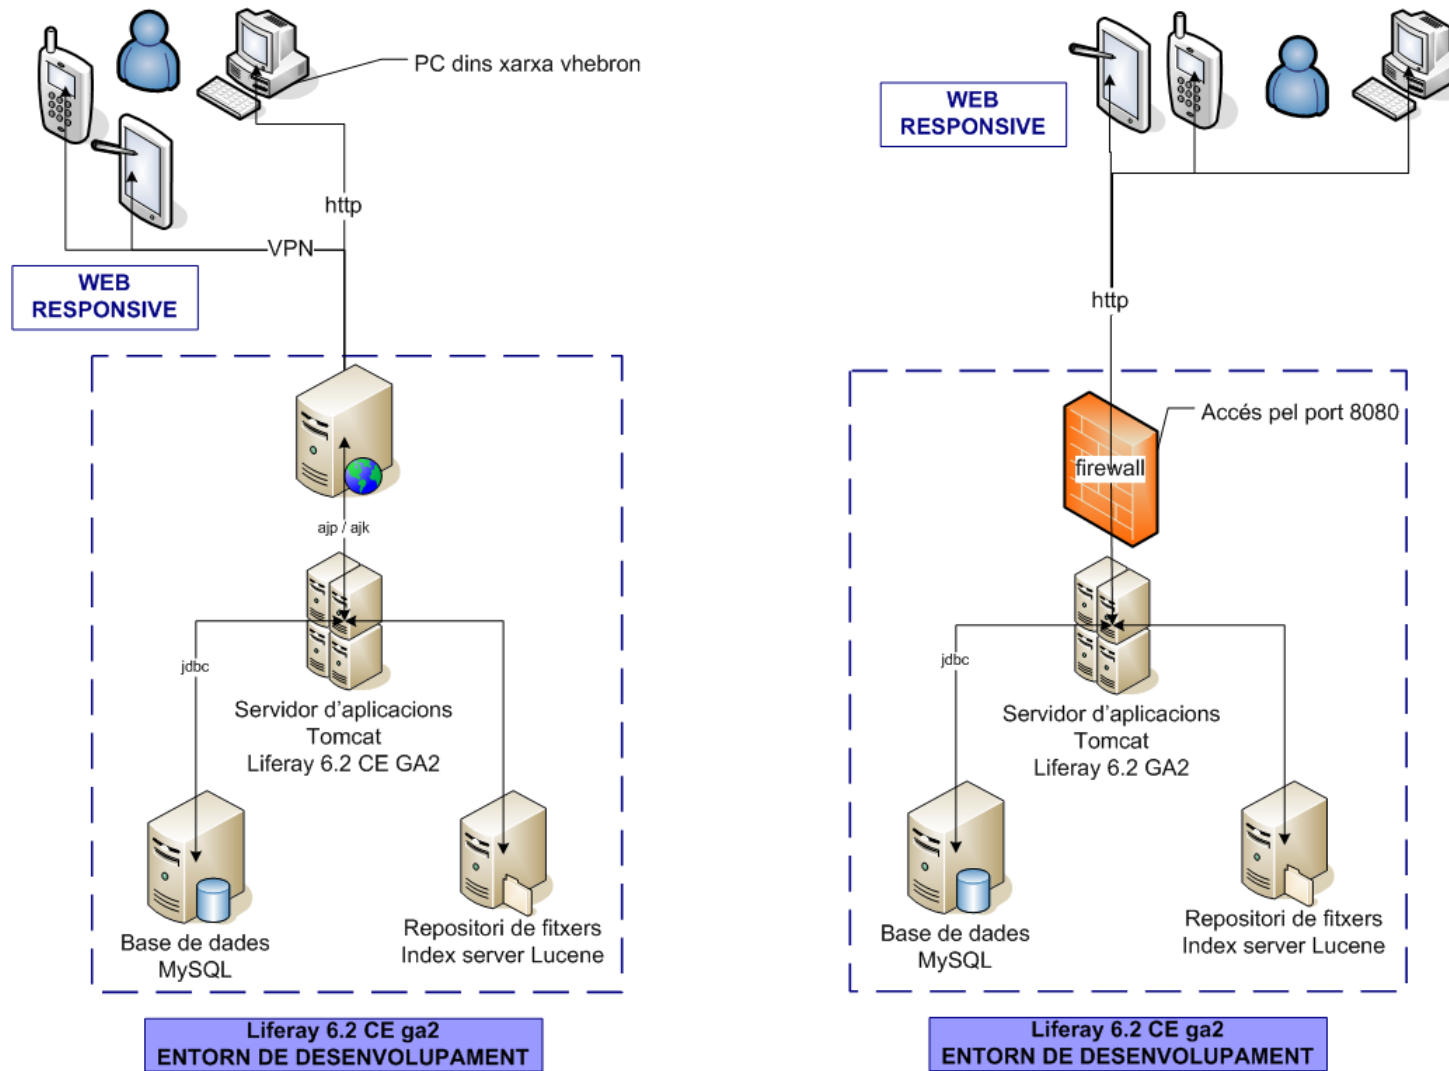 PC dins xarxa vhebron
http
VPN
WEB
RESPONSIVE
ajp / ajk
jdbc
Servidor d’aplicacions
Tomcat
Liferay 6.2 CE GA2
Base de dades
MySQL
Repositori de fitxers
Index server Lucene
Liferay 6.2 CE ga2
ENTORN DE DESENVOLUPAMENT
WEB
RESPONSIVE
http
Accés pel port 8080
firewall
jdbc
Servidor d’aplicacions
Tomcat
Liferay 6.2 GA2
Base de dades
MySQL
Repositori de fitxers
Index server Lucene
Liferay 6.2 CE ga2
ENTORN DE DESENVOLUPAMENT